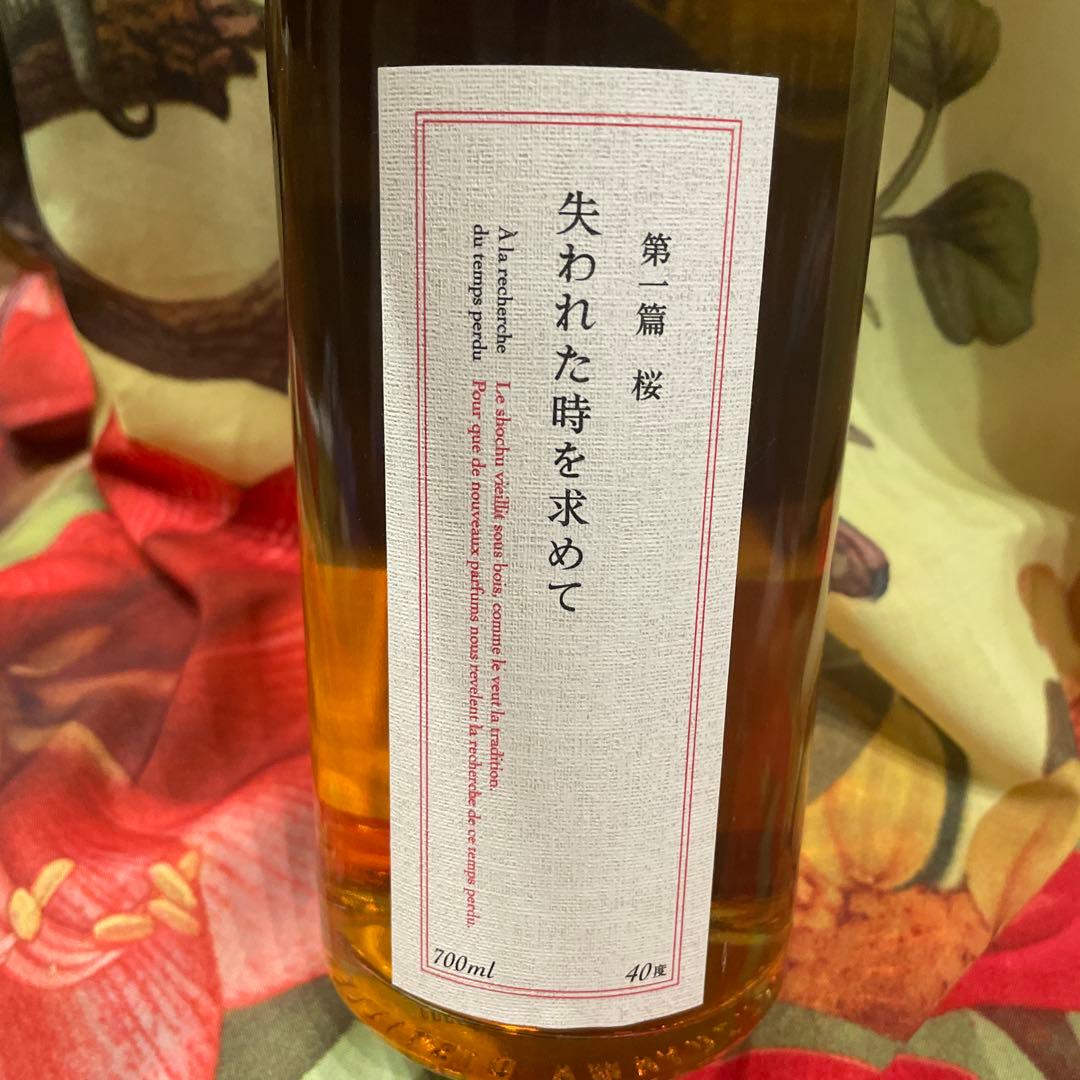 第一篇 桜
失われた時を求めて
À la recherche
du temps perdu
Le shochu vieillit sous bois, comme le veut la tradition.
Pour que de nouveaux parfums nous revelent la recherche de ce temps perdu.
700ml
40度